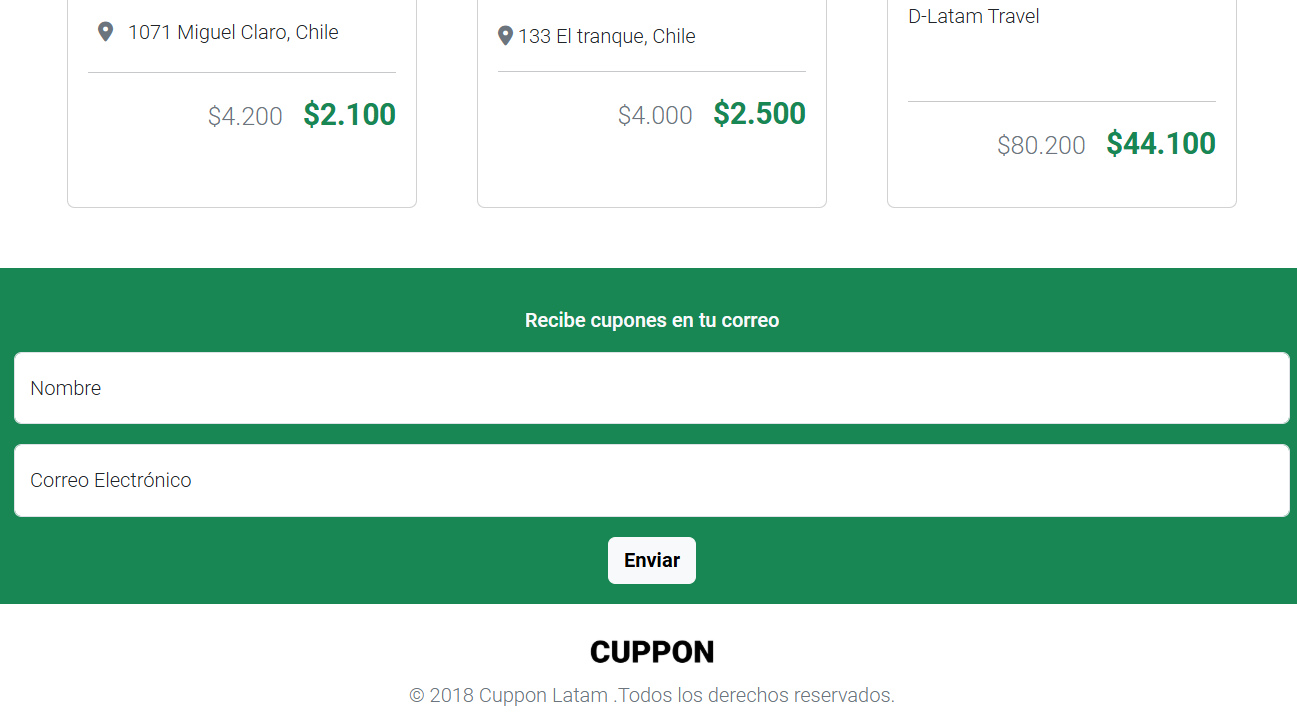 1071 Miguel Claro, Chile
$4.200 $2.100
133 El tranque, Chile
$4.000 $2.500
D-Latam Travel
$80.200 $44.100
Recibe cupones en tu correo
Nombre
Correo Electrónico
Enviar
CUPPON
© 2018 Cuppon Latam .Todos los derechos reservados.